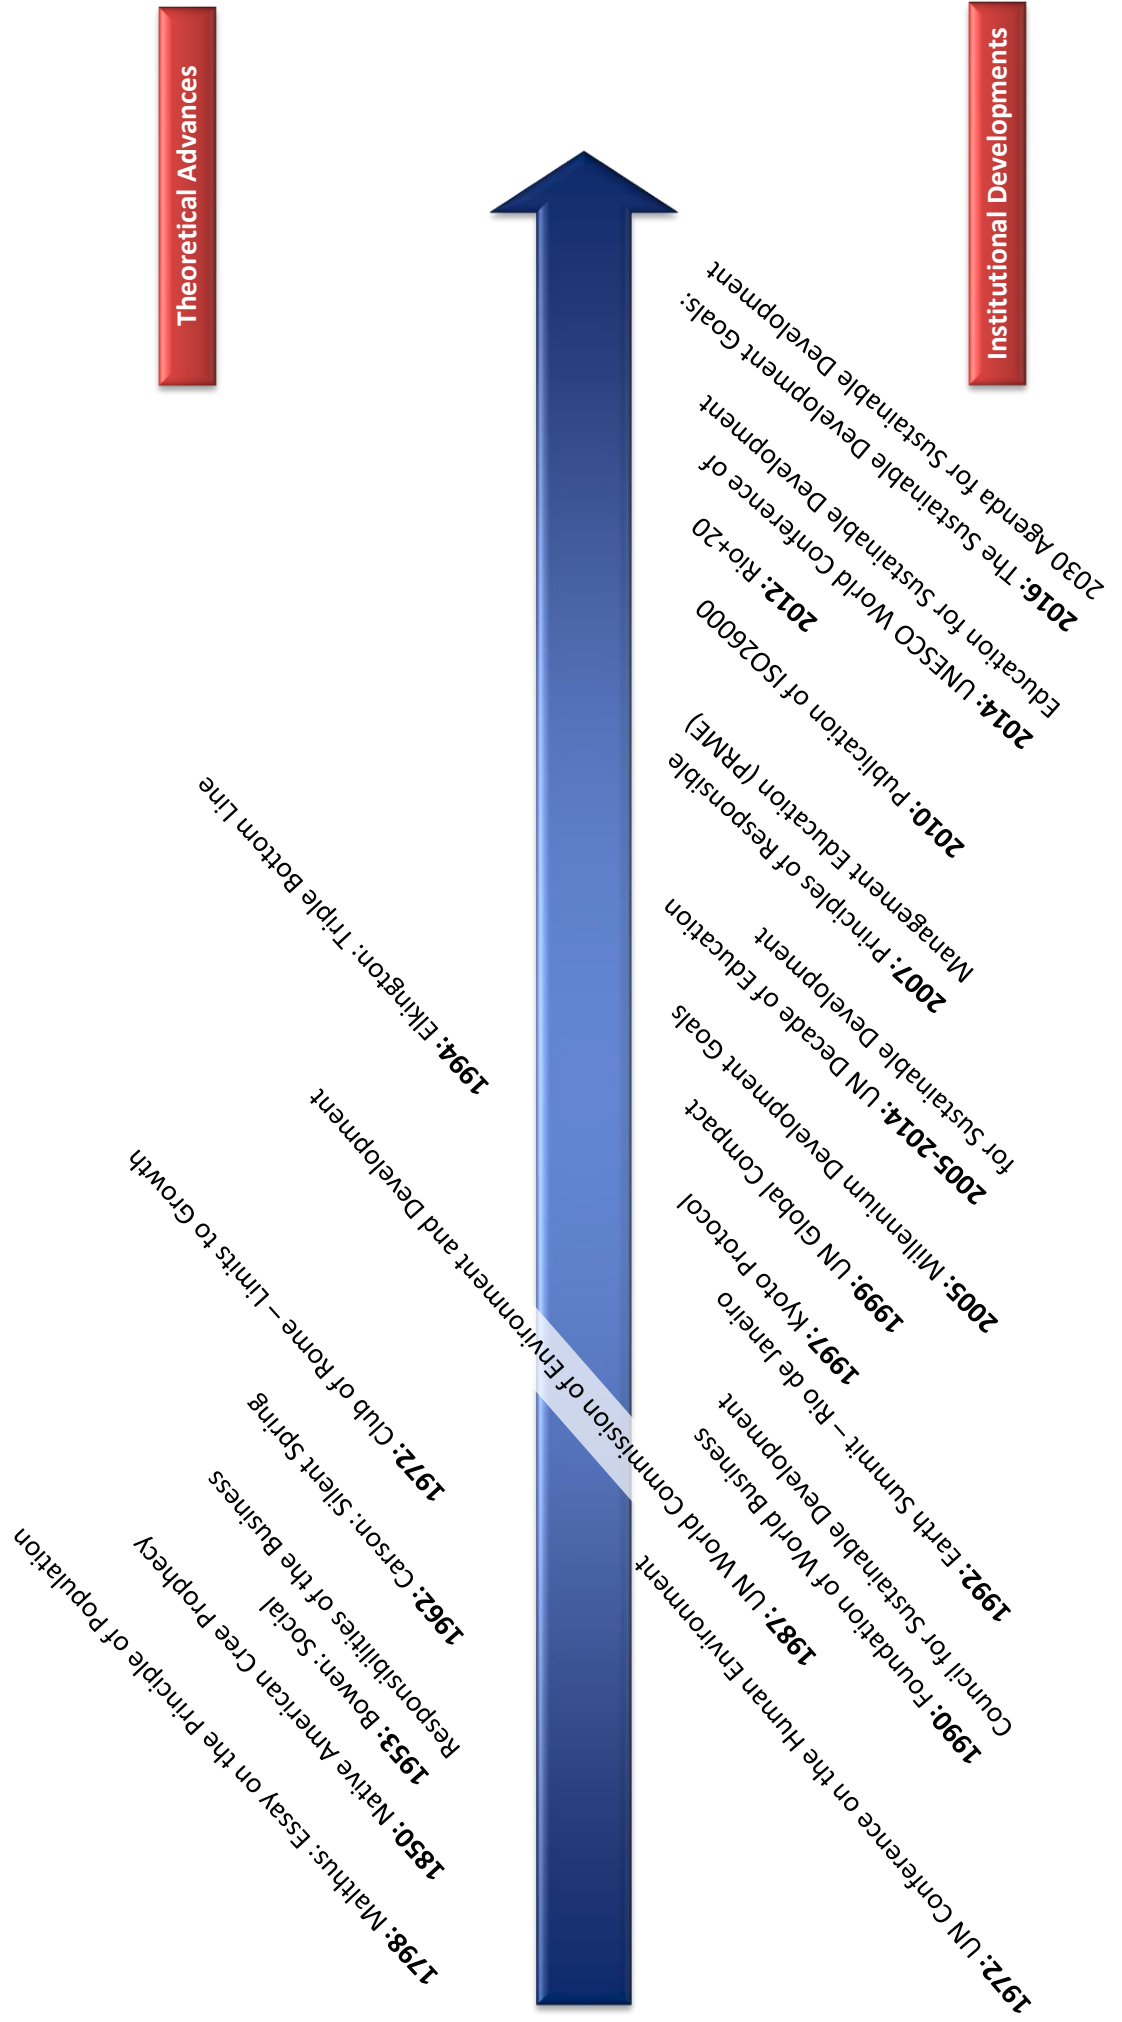 Theoretical Advances
1798: Malthus: Essay on the Principle of Population
1850: Native American Cree Prophecy
1953: Bowen: Social
Responsibilities of the Business
1962: Carson: Silent Spring
1972: Club of Rome – Limits to Growth
1994: Elkington: Triple Bottom Line
Institutional Developments
1972: UN Conference on the Human Environment
1987: UN World Commission of Environment and Development
1990: Foundation of World Business
Council for Sustainable Development
1992: Earth Summit – Rio de Janeiro
1997: Kyoto Protocol
1999: UN Global Compact
2005: Millennium Development Goals
2005-2014: UN Decade of Education
for Sustainable Development
2007: Principles of Responsible
Management Education (PRME)
2010: Publication of ISO26000
2012: Rio+20
2014: UNESCO World Conference of
Education for Sustainable Development
2016: The Sustainable Development Goals:
2030 Agenda for Sustainable Development